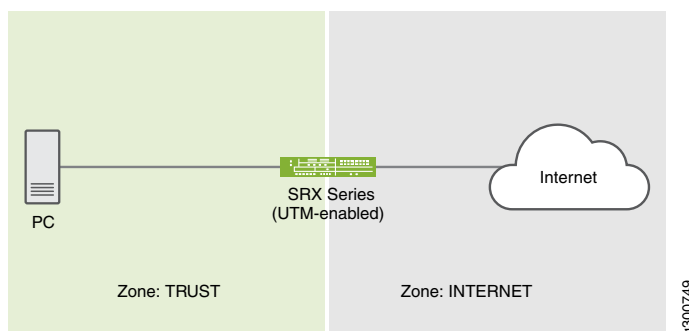 PC
SRX Series
(UTM-enabled)
Internet
Zone: TRUST
Zone: INTERNET
g300749